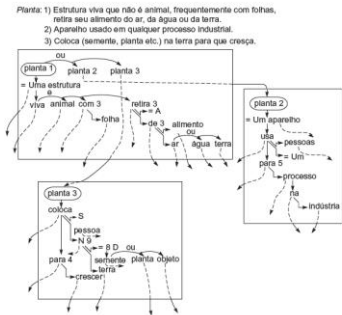 Planta: 1) Estrutura viva que não é animal, frequentemente com folhas,
retira seu alimento do ar, da água ou da terra.
2) Aparelho usado em qualquer processo industrial.
3) Coloca (semente, planta etc.) na terra para que cresça.
ou
planta 1 planta 2 planta 3
= Uma estrutura
e
viva animal com 3 retira 3
= A
folha
de 3 alimento
ou
ar água terra
planta 2
= Um aparelho
usa
pessoas
= Um
para 5
processo
na
indústria
planta 3
coloca
S
pessoa
N 9
= 8 D ou
para 4 semente planta objeto
terra
crescer